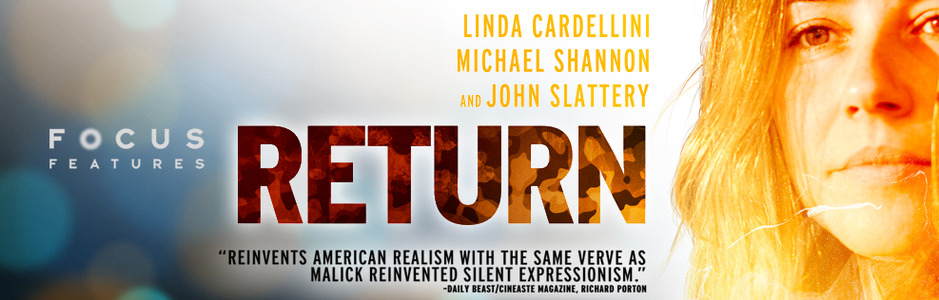 LINDA CARDELLINI
MICHAEL SHANNON
AND JOHN SLATTERY
FOCUS
FEATURES
RETURN
“REINVENTS AMERICAN REALISM WITH THE SAME VERVE AS
MALICK REINVENTED SILENT EXPRESSIONISM.”
-DAILY BEAST/CINEASTE MAGAZINE, RICHARD PORTON